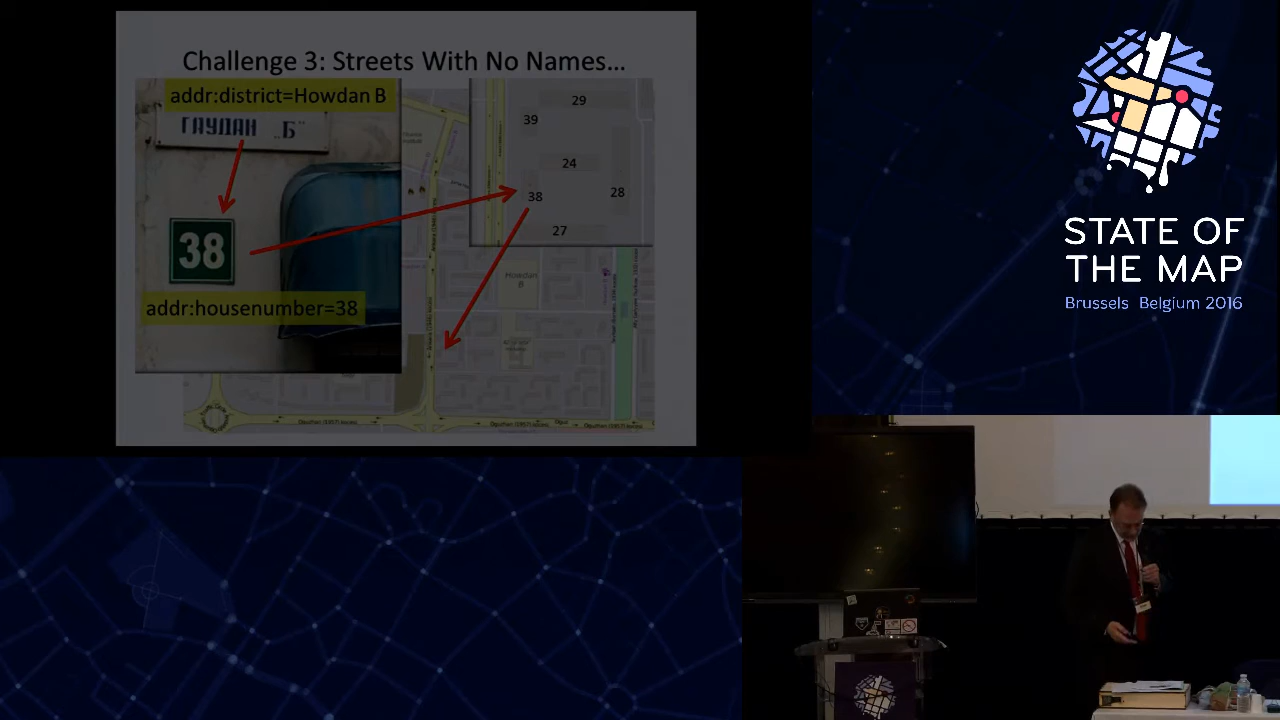 Challenge 3: Streets With No Names...
addr:district=Howdan B
ГАУДАН „Б"
38
addr:housenumber=38
29
39
24
38
28
27
Howdan
B
STATE OF
THE MAP
Brussels Belgium 2016